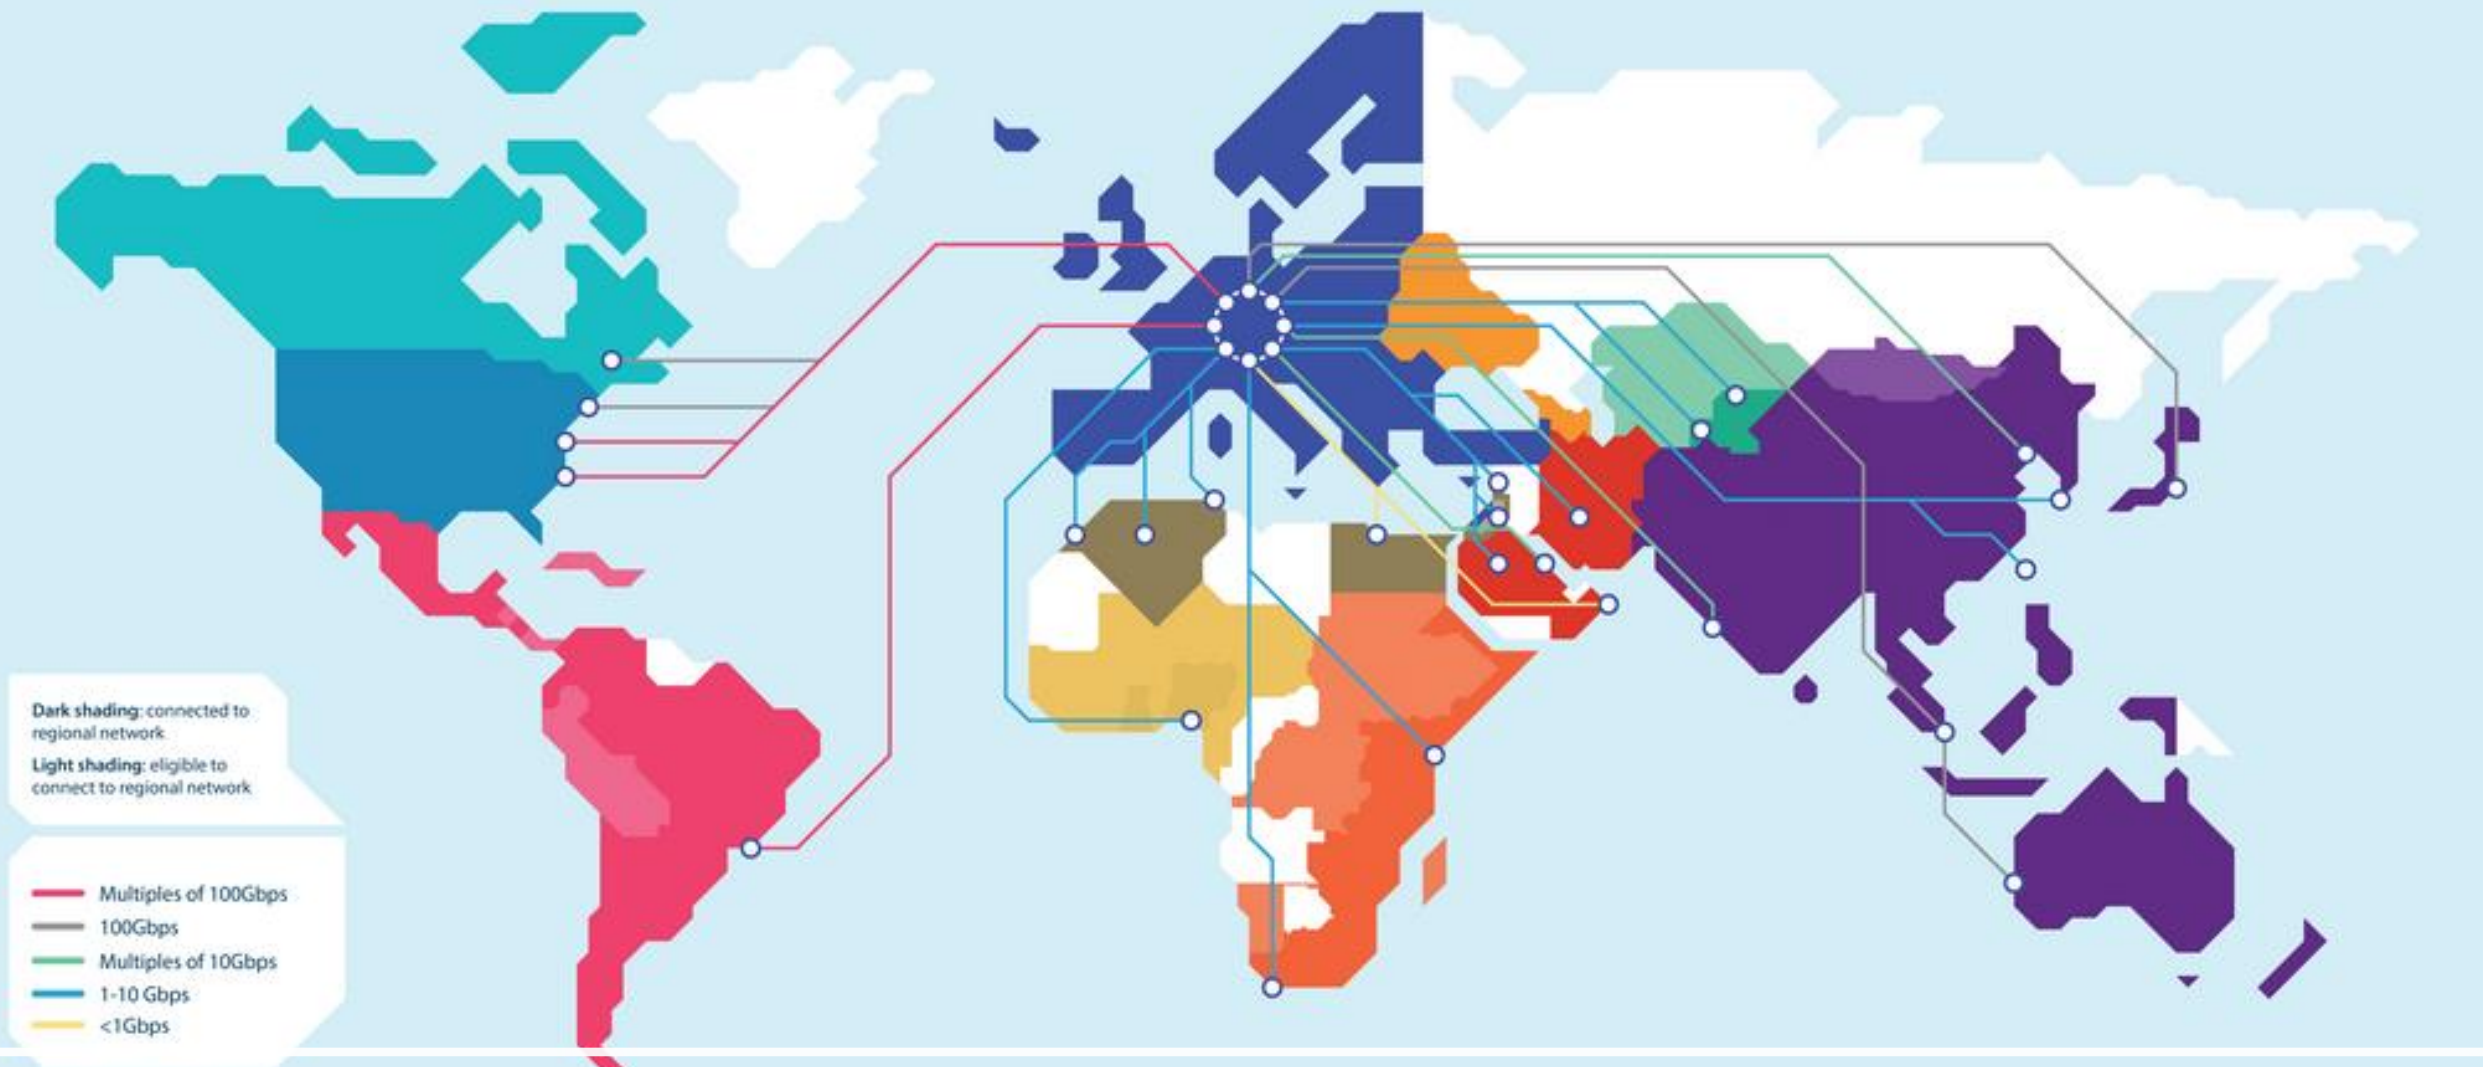 Dark shading: connected to
regional network
Light shading: eligible to
connect to regional network
Multiples of 100Gbps
100Gbps
Multiples of 10Gbps
1-10 Gbps
<1Gbps